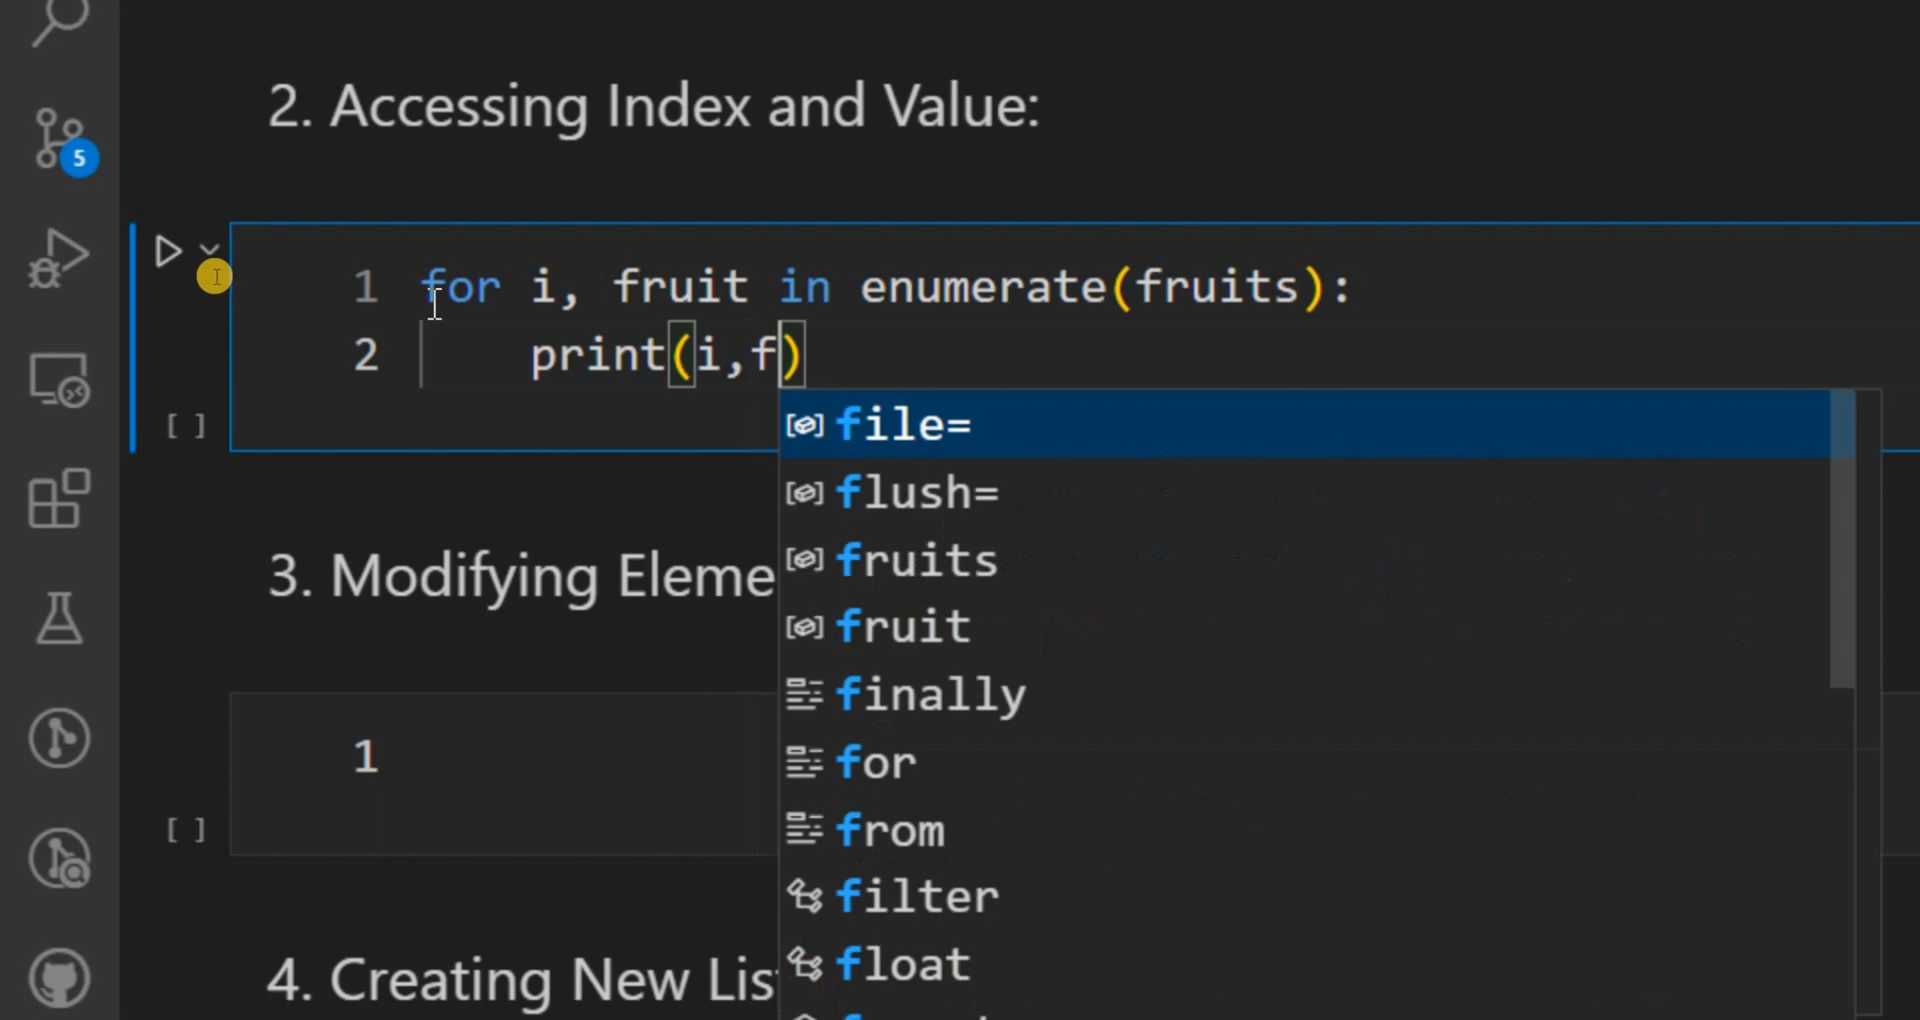 2. Accessing Index and Value:
5
1 for i, fruit in enumerate(fruits):
2 print(i,f)
[ ]
file=
flush=
fruits
fruit
finally
for
from
filter
float
3. Modifying Eleme
1
[ ]
4. Creating New Lis